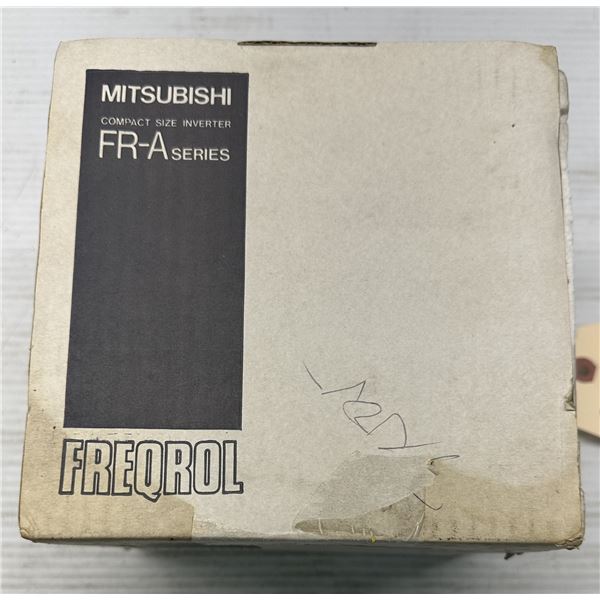 MITSUBISHI
COMPACT SIZE INVERTER
FR-A SERIES
FREQROL